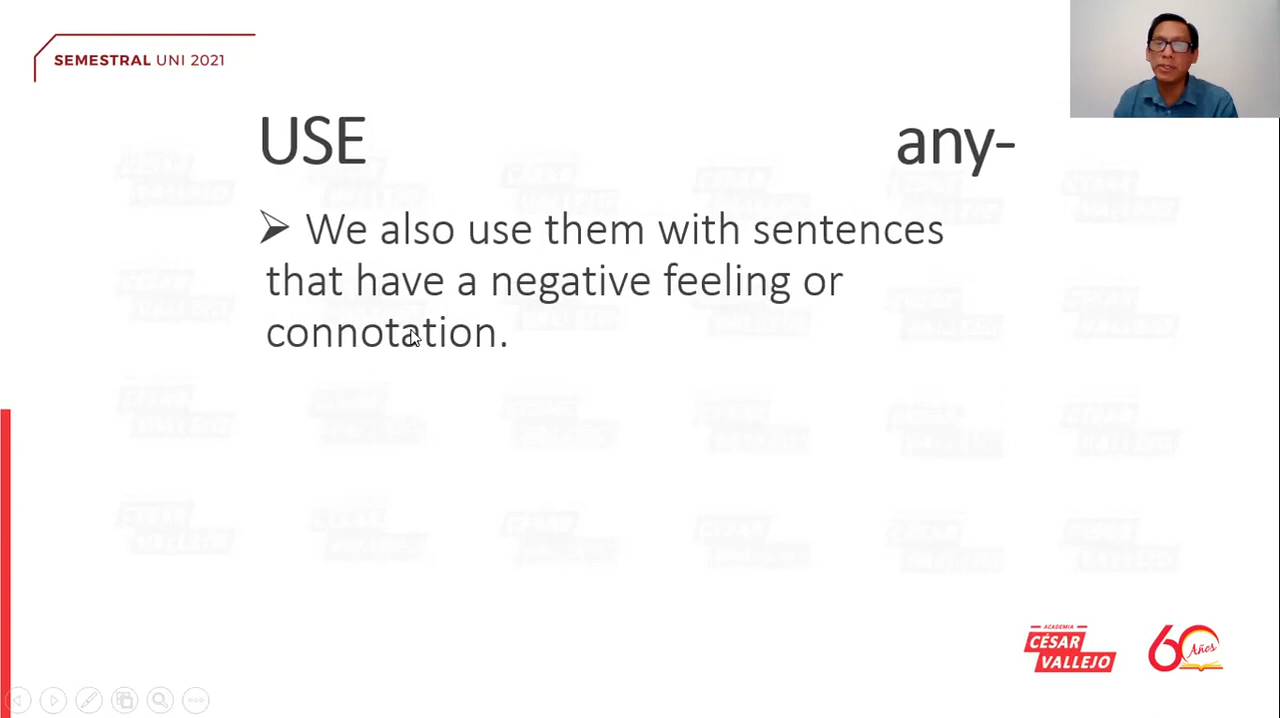 SEMESTRAL UNI 2021
USE any-
➤ We also use them with sentences
that have a negative feeling or
connotation.
ACADEMIA
CÉSAR
VALLEJO
60 Años